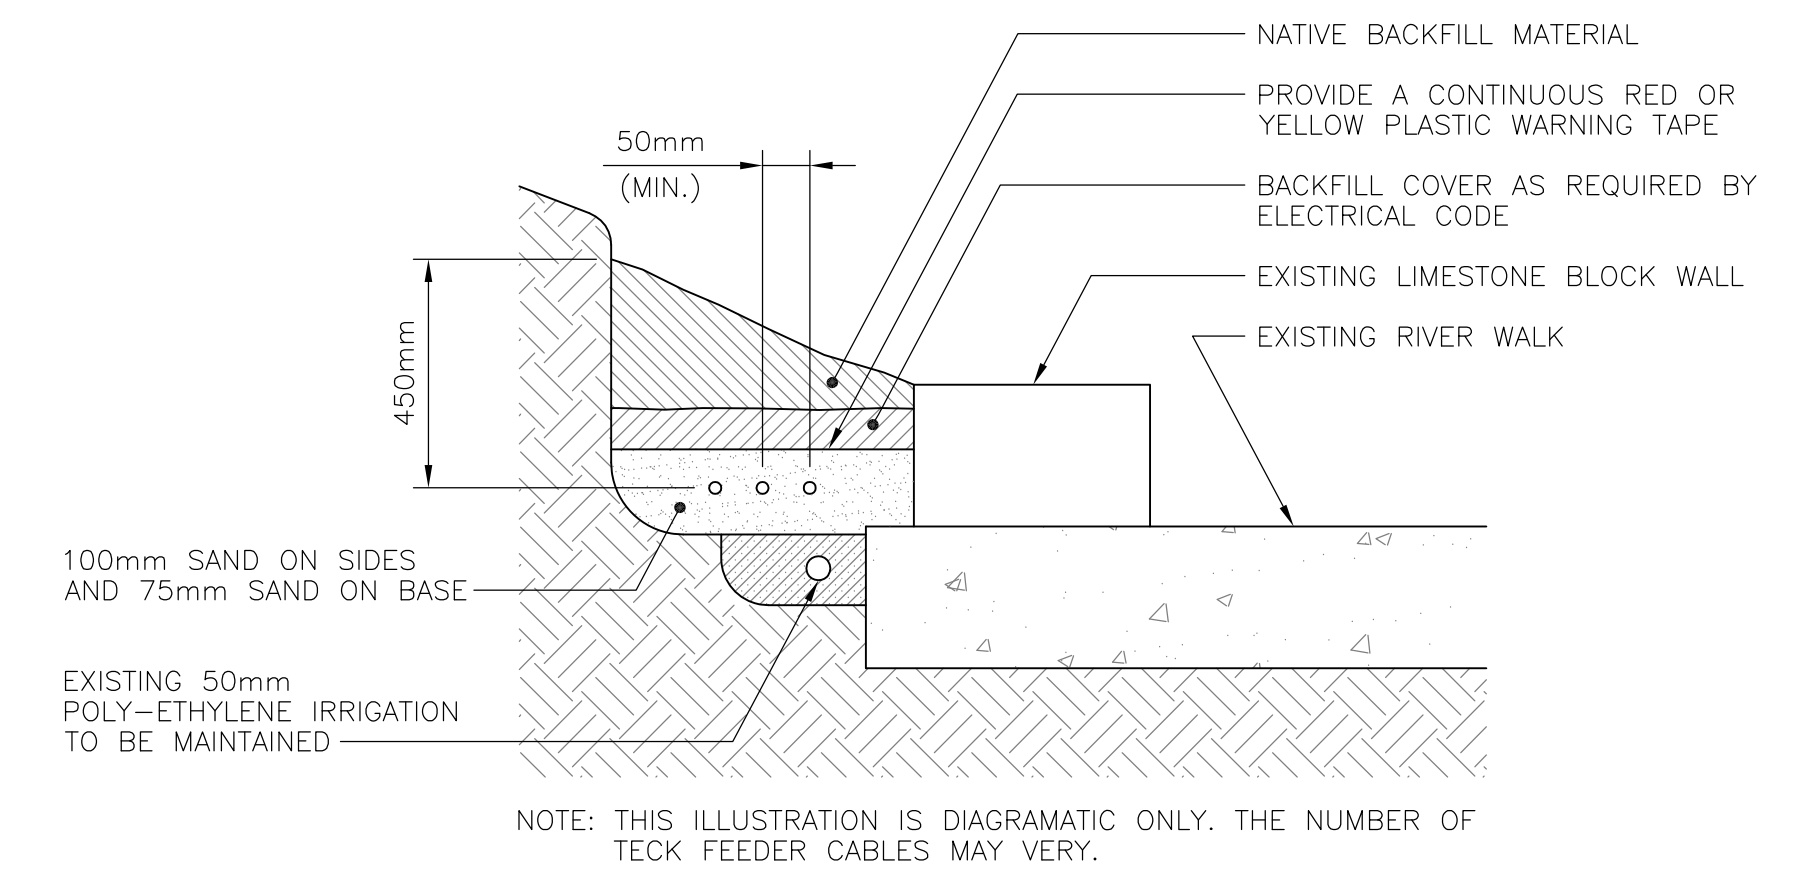 NATIVE BACKFILL MATERIAL
PROVIDE A CONTINUOUS RED OR
YELLOW PLASTIC WARNING TAPE
50mm
(MIN.)
BACKFILL COVER AS REQUIRED BY
ELECTRICAL CODE
EXISTING LIMESTONE BLOCK WALL
EXISTING RIVER WALK
450mm
100mm SAND ON SIDES
AND 75mm SAND ON BASE
EXISTING 50mm
POLY-ETHYLENE IRRIGATION
TO BE MAINTAINED
NOTE: THIS ILLUSTRATION IS DIAGRAMATIC ONLY. THE NUMBER OF
TECK FEEDER CABLES MAY VERY.